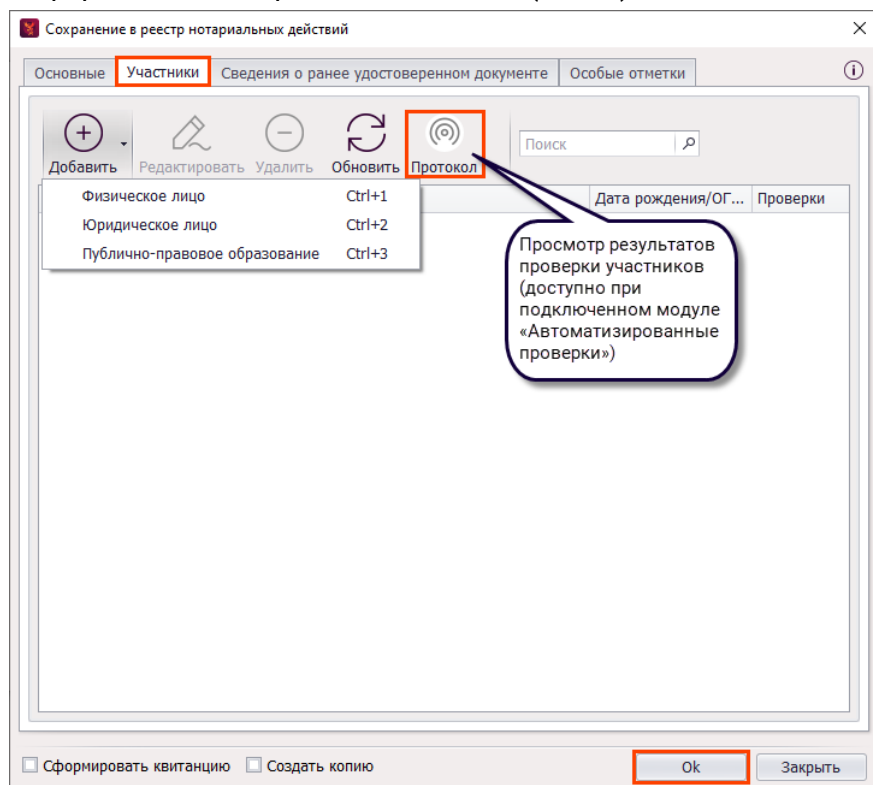 Сохранение в реестр нотариальных действий
Основные Участники Сведения о ранее удостоверенном документе Особые отметки
Добавить Редактировать Удалить Обновить Протокол Поиск
Дата рождения/ОГ... Проверки
Физическое лицо Ctrl+1
Юридическое лицо Ctrl+2
Публично-правовое образование Ctrl+3
Просмотр результатов
проверки участников
(доступно при
подключенном модуле
«Автоматизированные
проверки»)
Сформировать квитанцию Создать копию Ok Закрыть